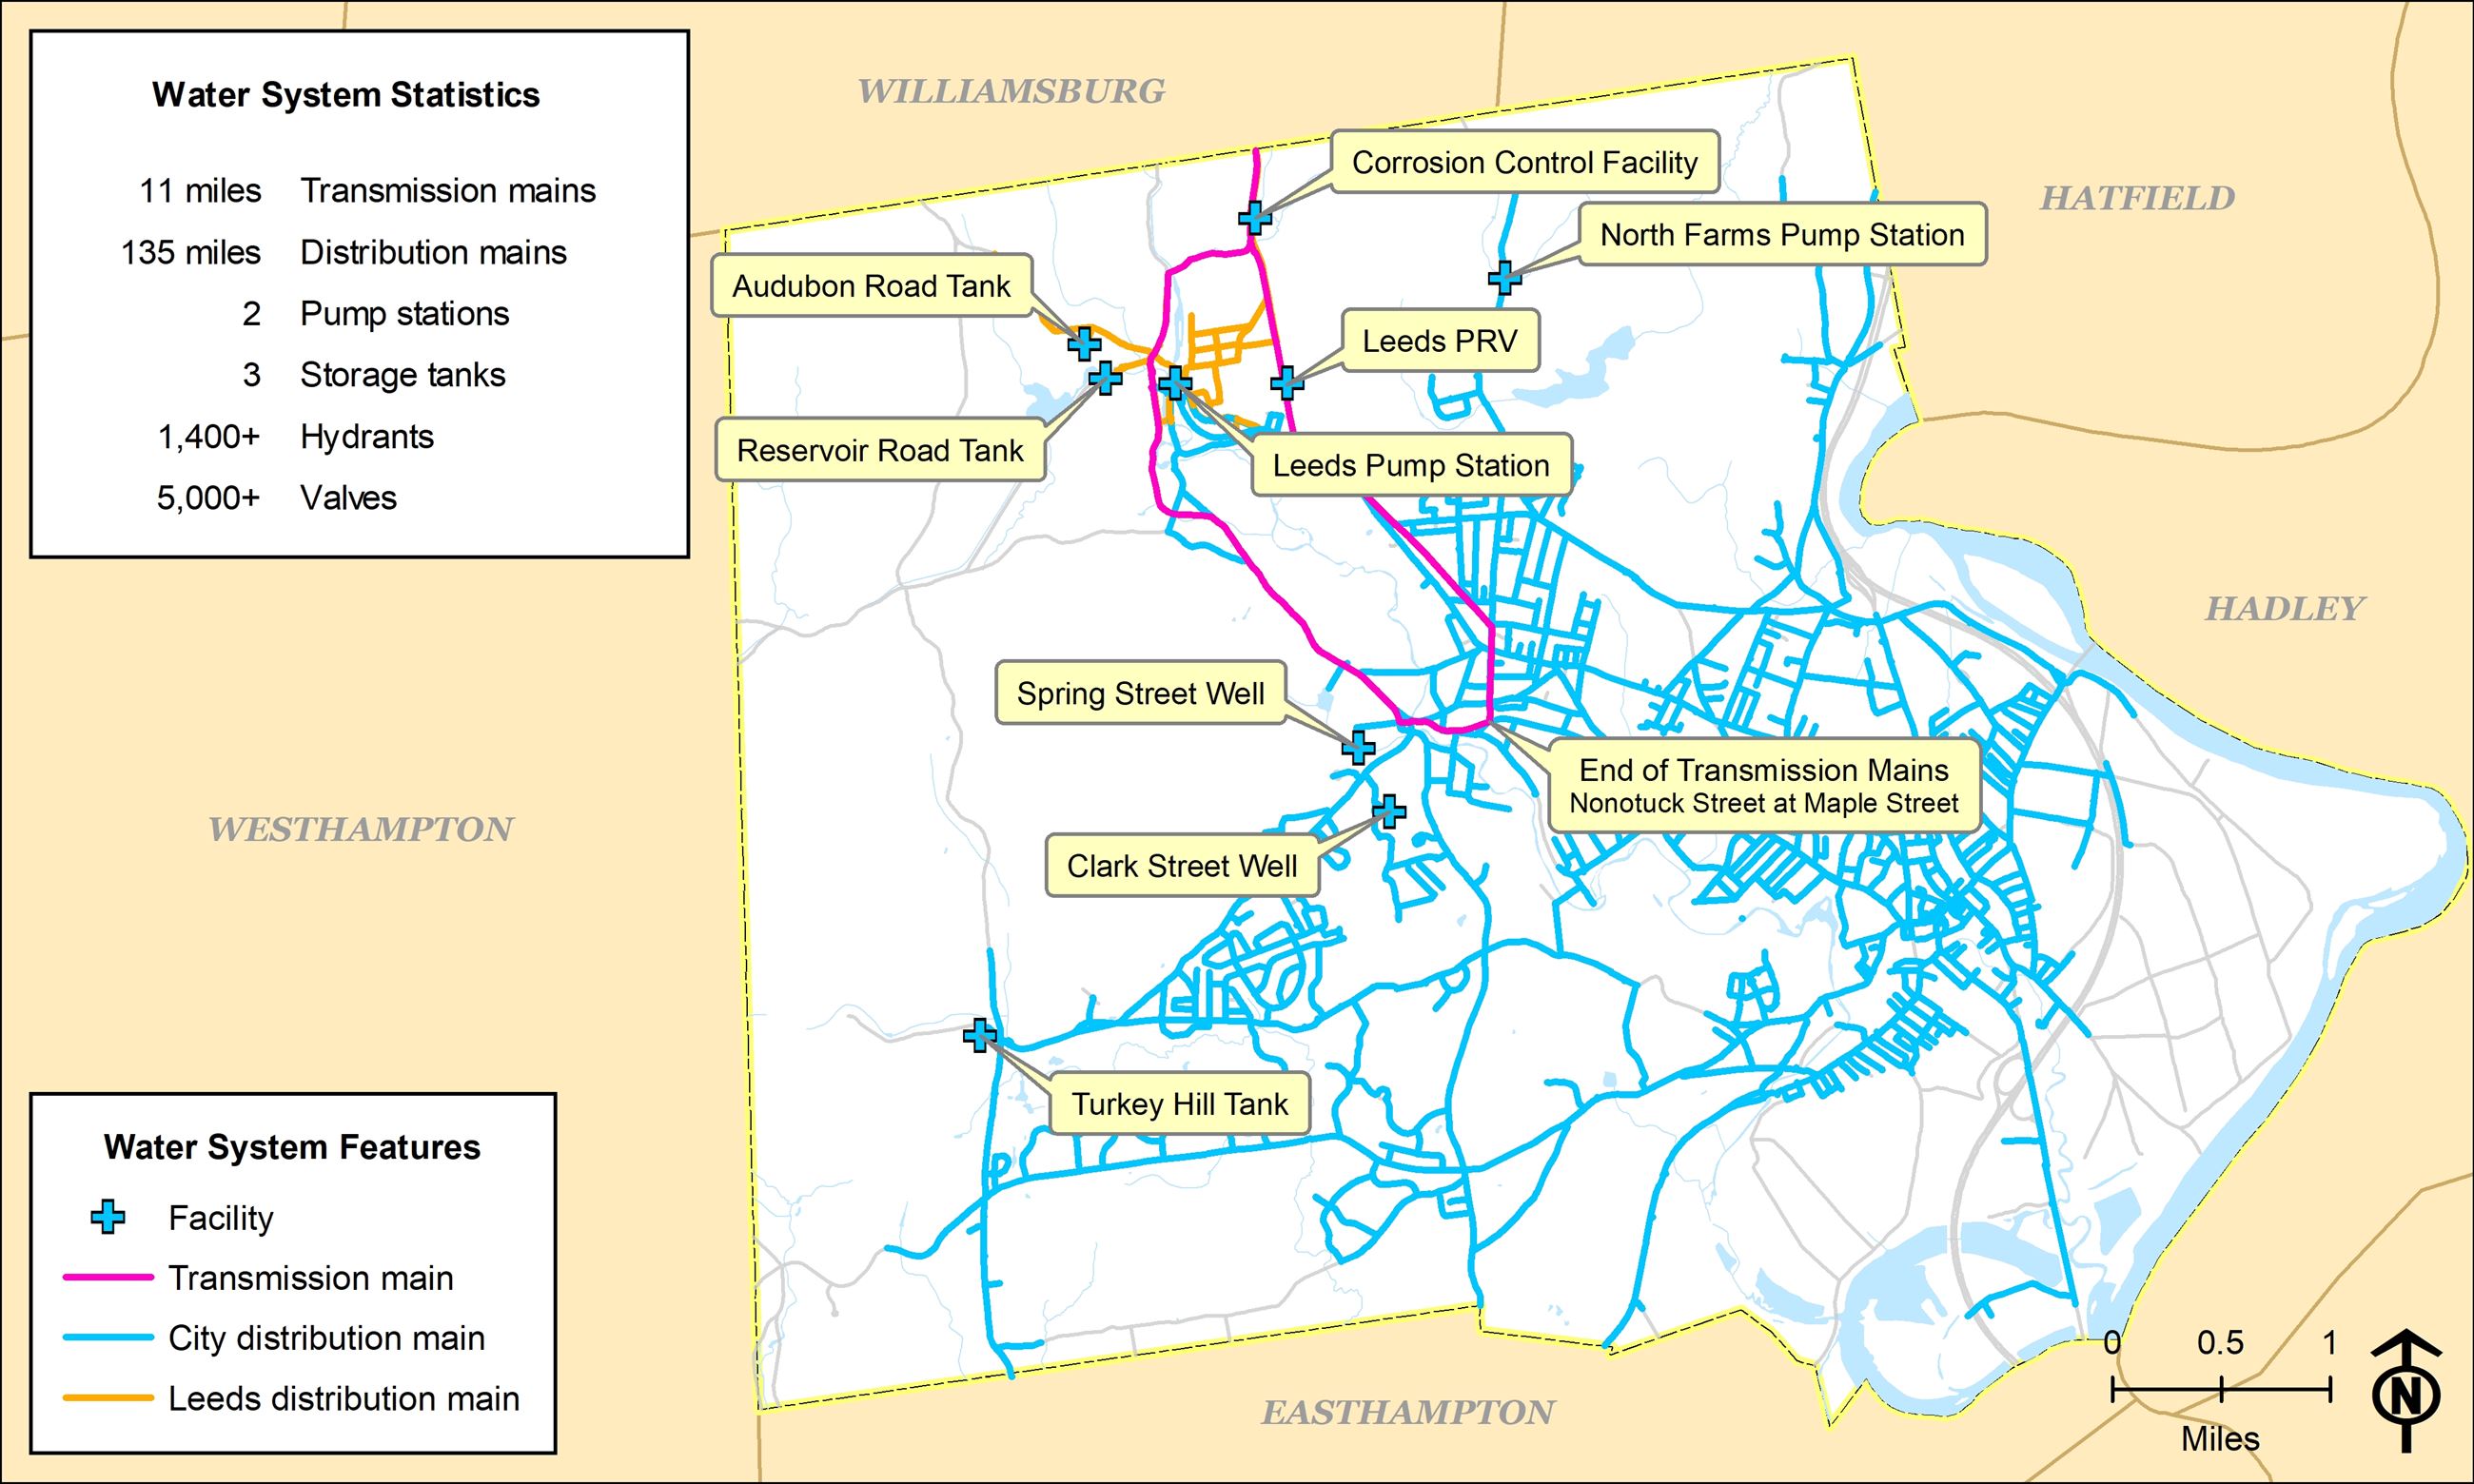 Water System Statistics
11 miles Transmission mains
135 miles Distribution mains
2 Pump stations
3 Storage tanks
1,400+ Hydrants
5,000+ Valves
WILLIAMSBURG
HATFIELD
HADLEY
WESTHAMPTON
EASTHAMPTON
Corrosion Control Facility
North Farms Pump Station
Audubon Road Tank
Leeds PRV
Reservoir Road Tank
Leeds Pump Station
Spring Street Well
End of Transmission Mains
Nonotuck Street at Maple Street
Clark Street Well
Turkey Hill Tank
Water System Features
Facility
Transmission main
City distribution main
Leeds distribution main
0 0.5 1
Miles
N